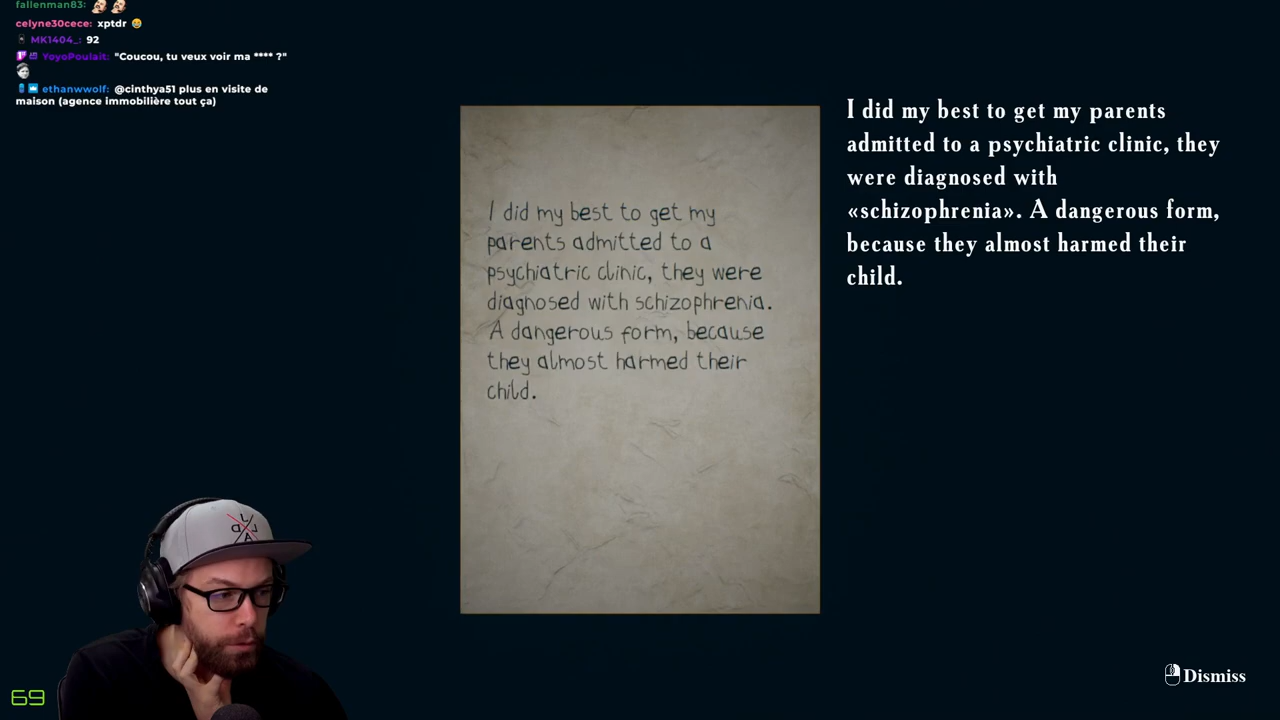 fallenman83:
celyne30cece: xptdr 😂
MK1404_: 92
YoyoPoulait: "Coucou, tu veux voir ma **** ?"
ethanwwolf: @cinthya51 plus en visite de
maison (agence immobilière tout ça)
I did my best to get my
parents admitted to a
psychiatric clinic, they were
diagnosed with schizophrenia.
A dangerous form, because
they almost harmed their
child.
I did my best to get my parents
admitted to a psychiatric clinic, they
were diagnosed with
«schizophrenia». A dangerous form,
because they almost harmed their
child.
69
Dismiss